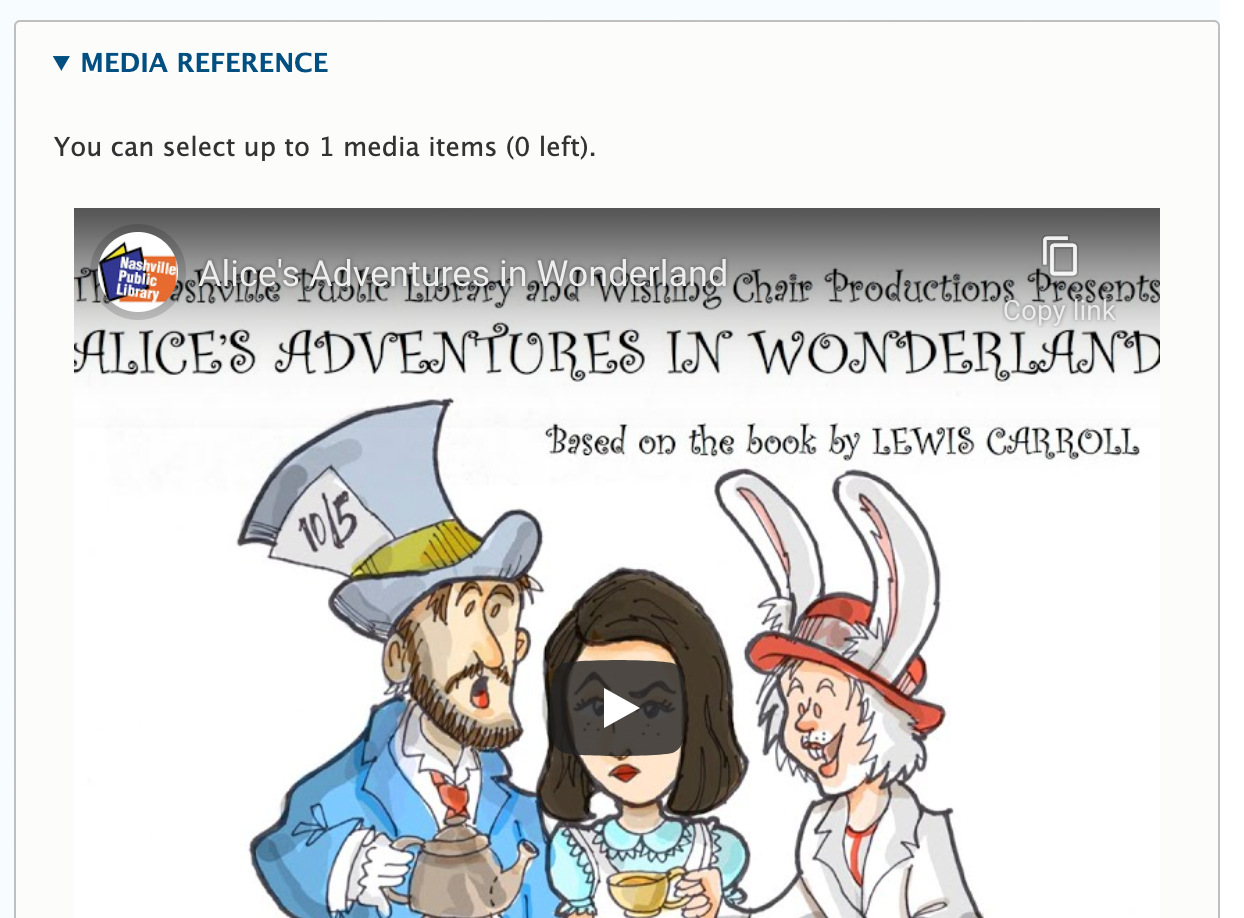 ▼ MEDIA REFERENCE
You can select up to 1 media items (0 left).
Nashville
Public
Library
Alice's Adventures in Wonderland
Copy link
The Nashville Public Library and Wishing Chair Productions Presents
ALICE'S ADVENTURES IN WONDERLAND
Based on the book by LEWIS CARROLL
10/5